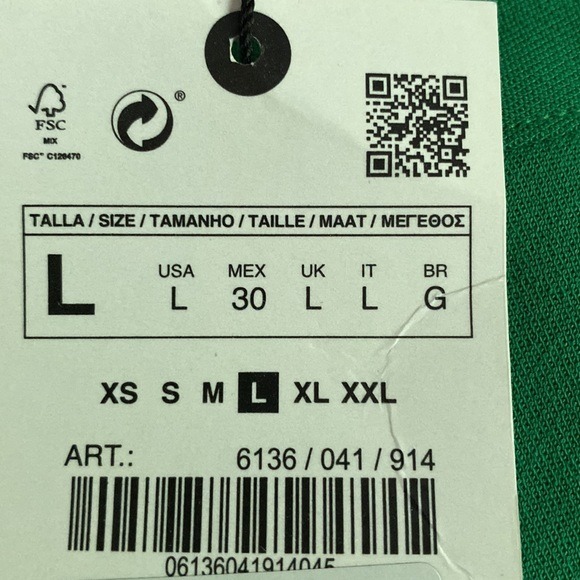 ®
FSC
MIX
FSC™ C128470
TALLA / SIZE / TAMANHO / TAILLE / MAAT / ΜΕΓΕΘΟΣ
L
USA MEX UK IT BR
L 30 L L G
XS S M L XL XXL
ART.: 6136 / 041 / 914
06136041914045